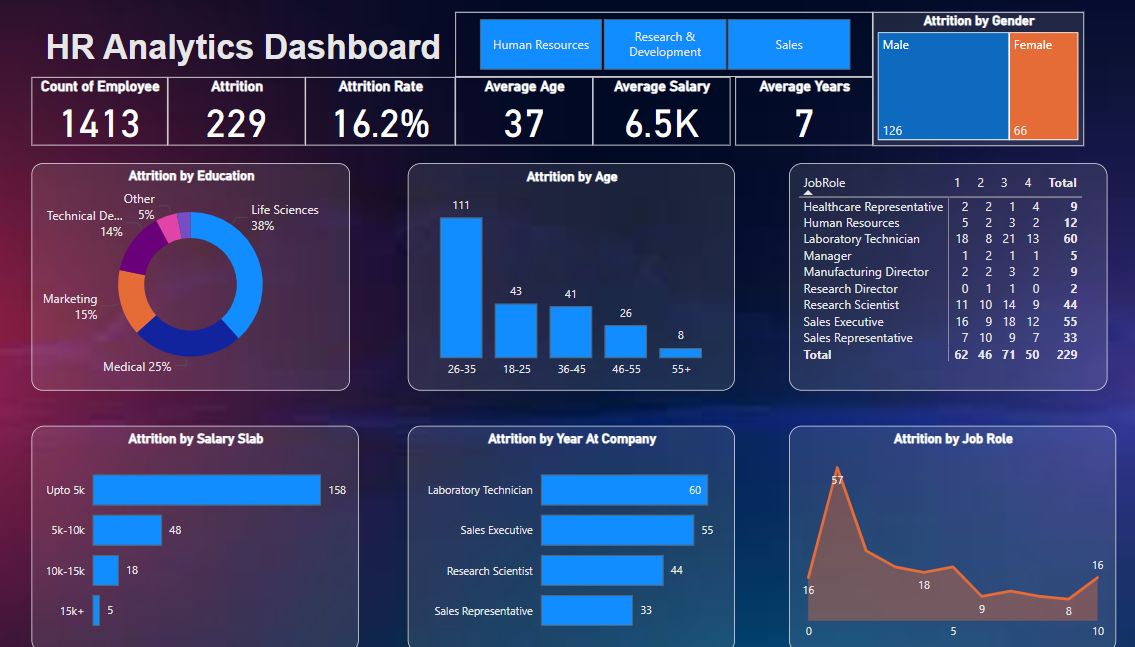 HR Analytics Dashboard
Human Resources
Research &
Development
Sales
Attrition by Gender
Male
Female
126
66
Count of Employee
1413
Attrition
229
Attrition Rate
16.2%
Average Age
37
Average Salary
6.5K
Average Years
7
Attrition by Education
Other
5%
Life Sciences
38%
Technical De...
14%
Marketing
15%
Medical 25%
Attrition by Age
111
43
41
26
8
26-35 18-25 36-45 46-55 55+
JobRole 1 2 3 4 Total
Healthcare Representative 2 2 1 4 9
Human Resources 5 2 3 2 12
Laboratory Technician 18 8 21 13 60
Manager 1 2 1 1 5
Manufacturing Director 2 2 3 2 9
Research Director 0 1 1 0 2
Research Scientist 11 10 14 9 44
Sales Executive 16 9 18 12 55
Sales Representative 7 10 9 7 33
Total 62 46 71 50 229
Attrition by Salary Slab
Upto 5k 158
5k-10k 48
10k-15k 18
15k+ 5
Attrition by Year At Company
Laboratory Technician 60
Sales Executive 55
Research Scientist 44
Sales Representative 33
Attrition by Job Role
57
16
18
9
8
16
0 5 10